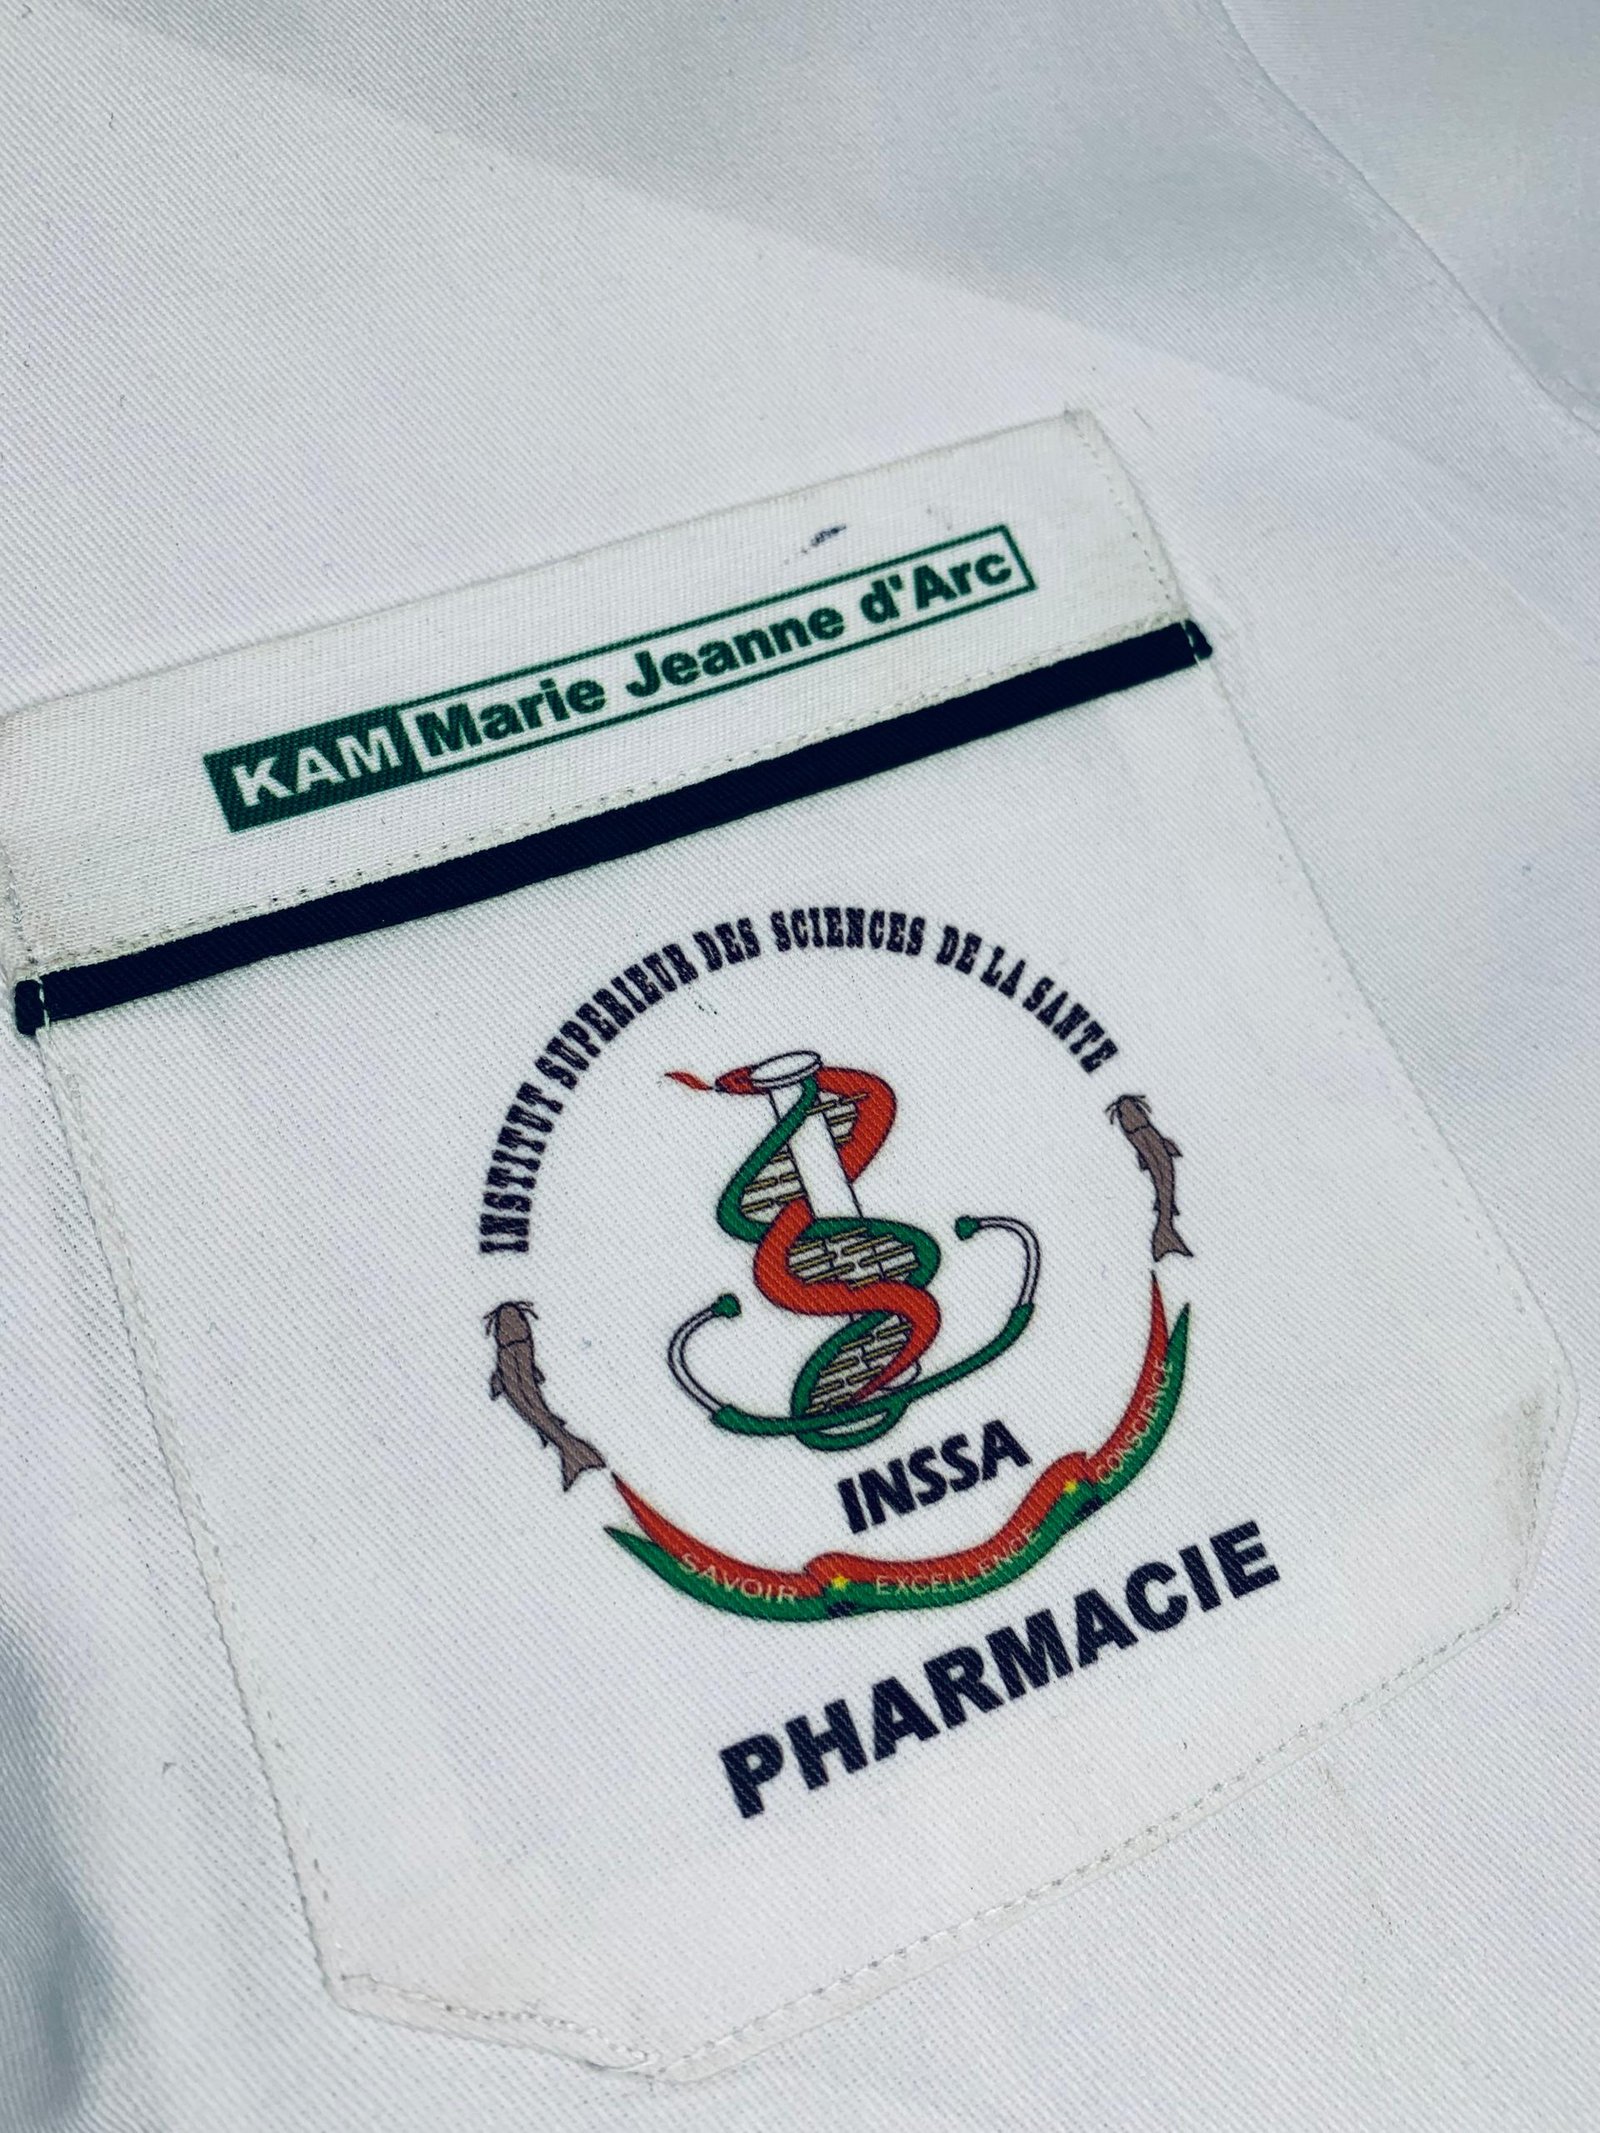 KAM Marie Jeanne d'Arc
INSTITUT SUPERIEUR DES SCIENCES DE LA SANTE
INSSA
SAVOIR EXCELLENCE CONSCIENCE
PHARMACIE